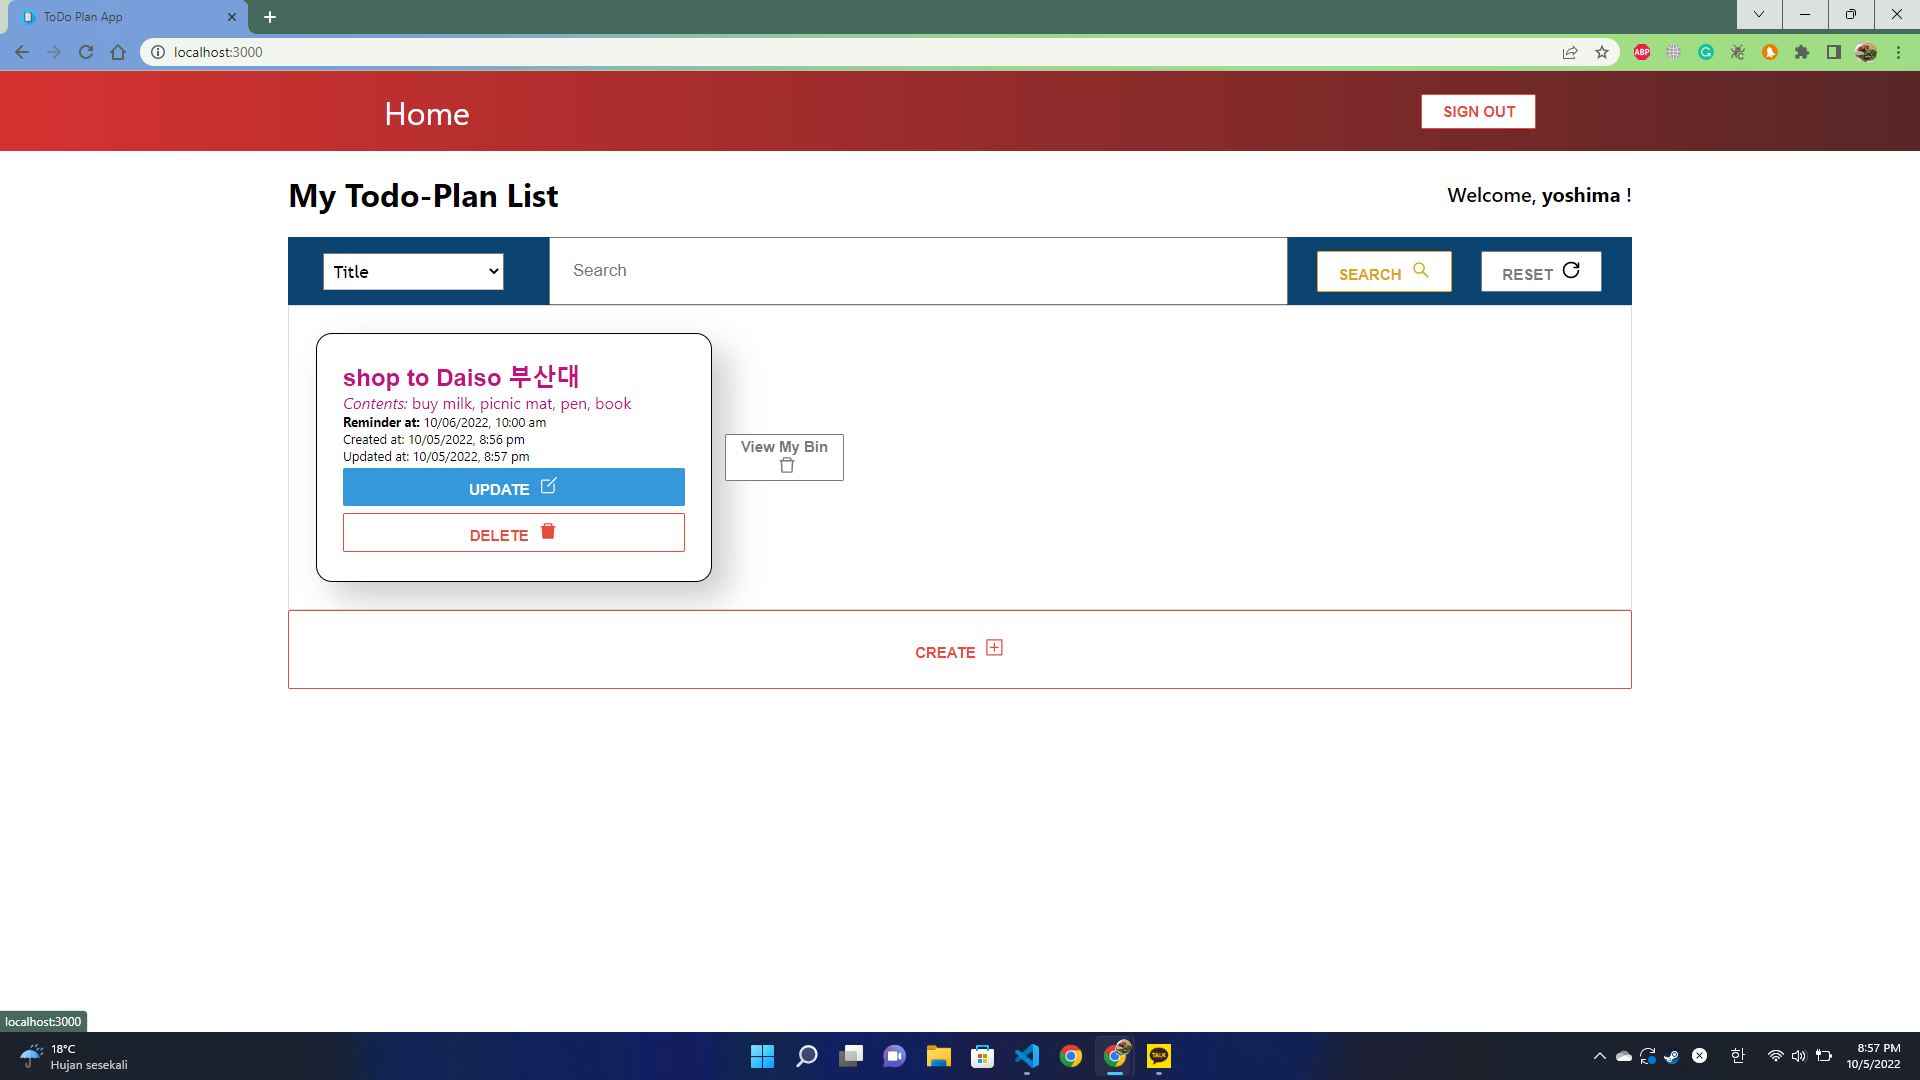 ToDo Plan App
localhost:3000
ABP
Home
SIGN OUT
My Todo-Plan List
Welcome, yoshima !
Title
Search
SEARCH
RESET
shop to Daiso 부산대
Contents: buy milk, picnic mat, pen, book
Reminder at: 10/06/2022, 10:00 am
Created at: 10/05/2022, 8:56 pm
Updated at: 10/05/2022, 8:57 pm
UPDATE
DELETE
View My Bin
CREATE
localhost:3000
18°C
Hujan sesekali
TALK
한
8:57 PM
10/5/2022